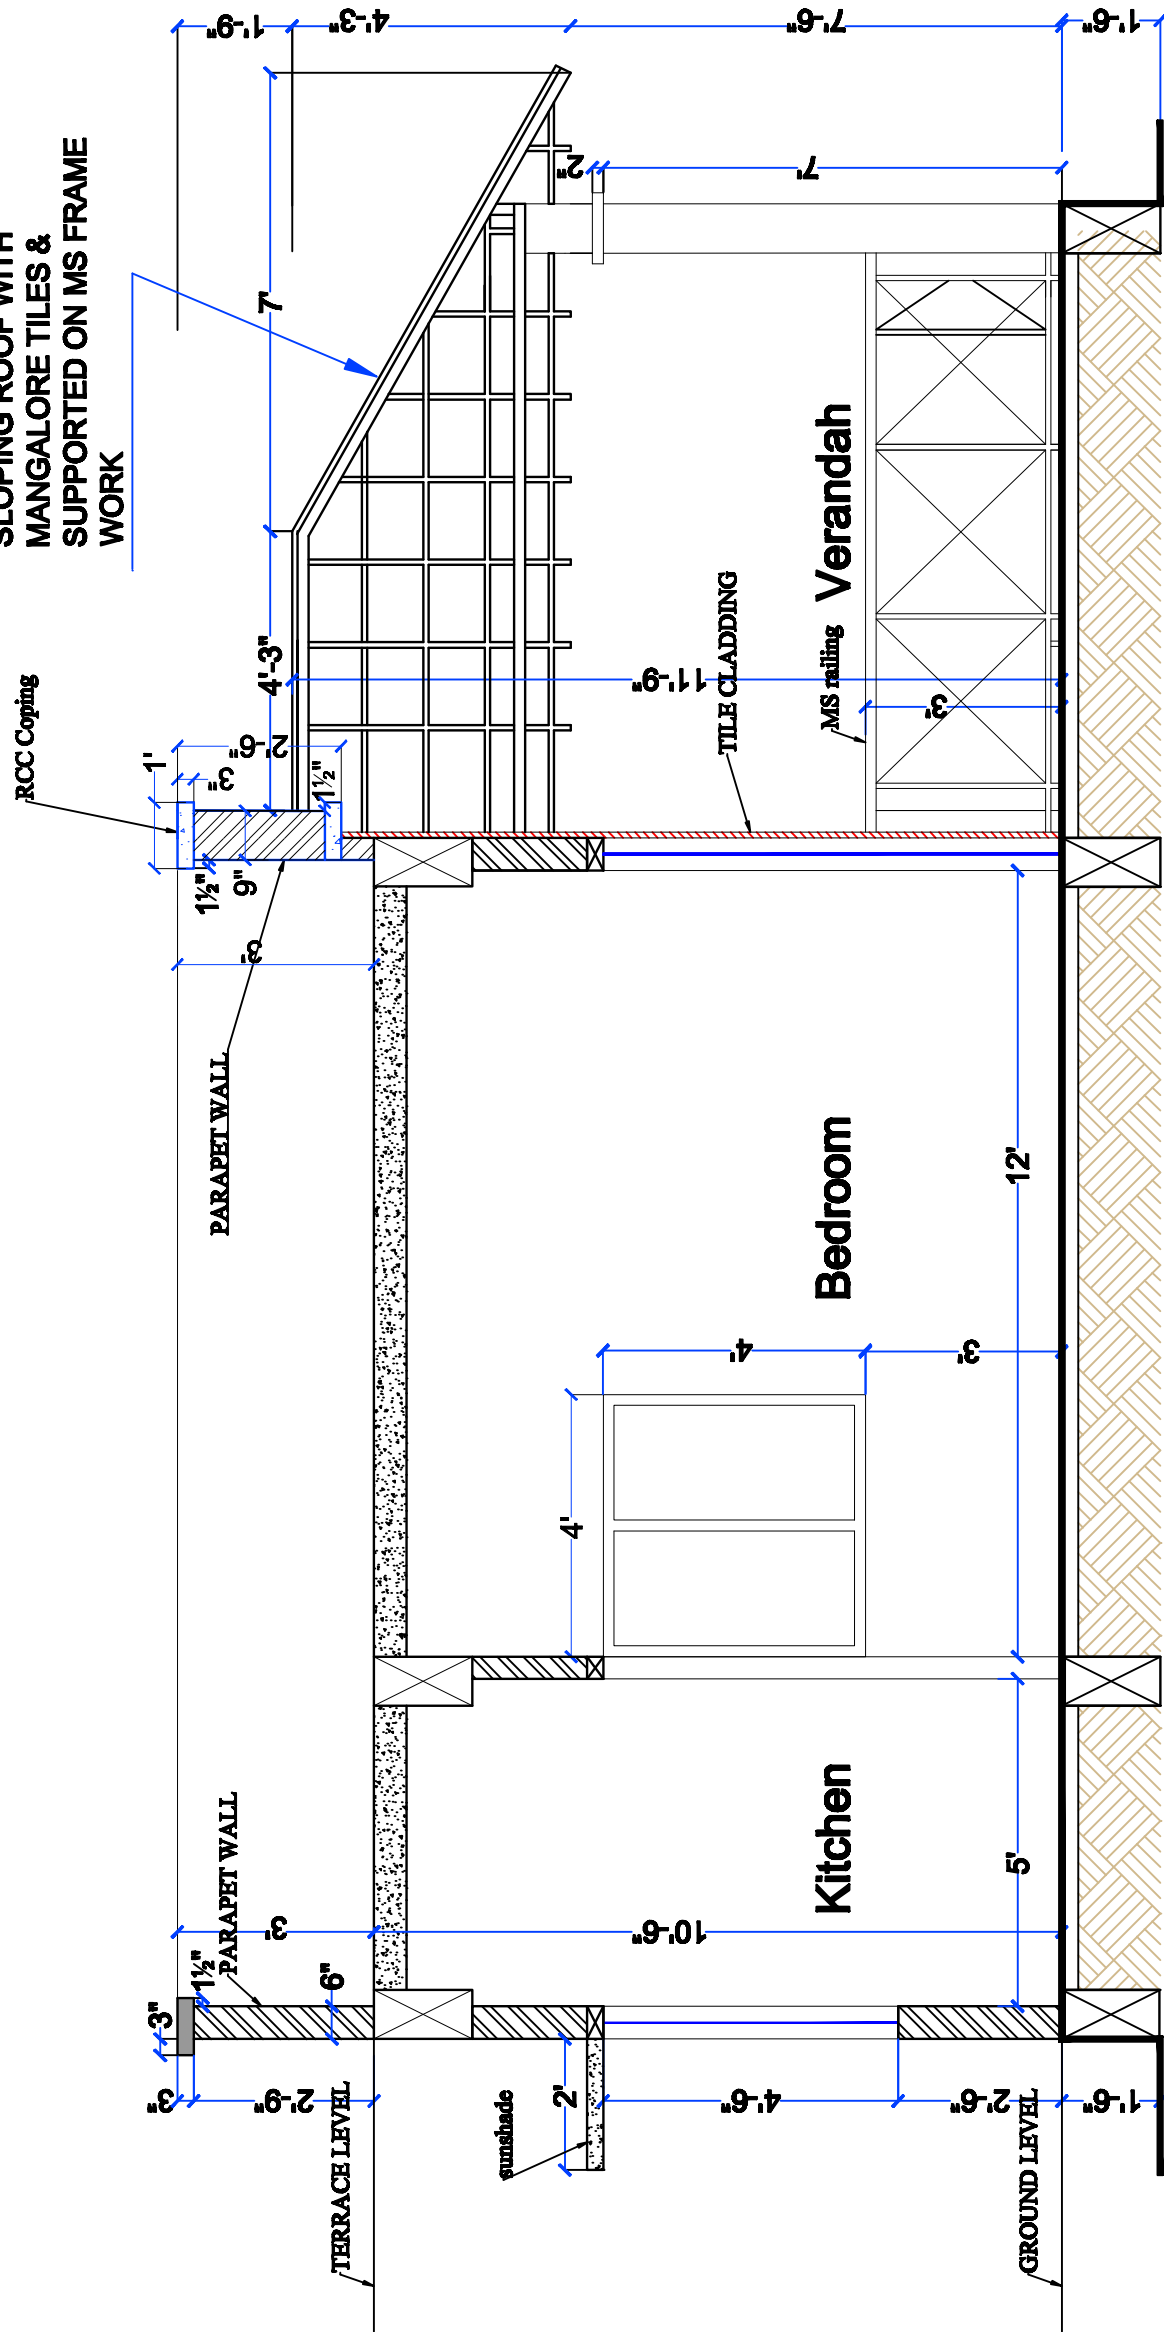 SLOPING ROOF WITH
MANGALORE TILES &
SUPPORTED ON MS FRAME
WORK
RCC Coping
1'
3"
2'-6"
1½"
1½"
9"
3'
4'-3"
7'
1'-9"
4'-3"
7'-6"
1'-6"
2"
7'
PARAPET WALL
PARAPET WALL
3"
1½"
6"
3'
3"
2'-9"
TERRACE LEVEL
2'
sunshade
4'-6"
2'-6"
1'-6"
GROUND LEVEL
10'-6"
Kitchen
5'
4'
4'
3'
Bedroom
12'
TILE CLADDING
11'-9"
MS railing
3'
Verandah